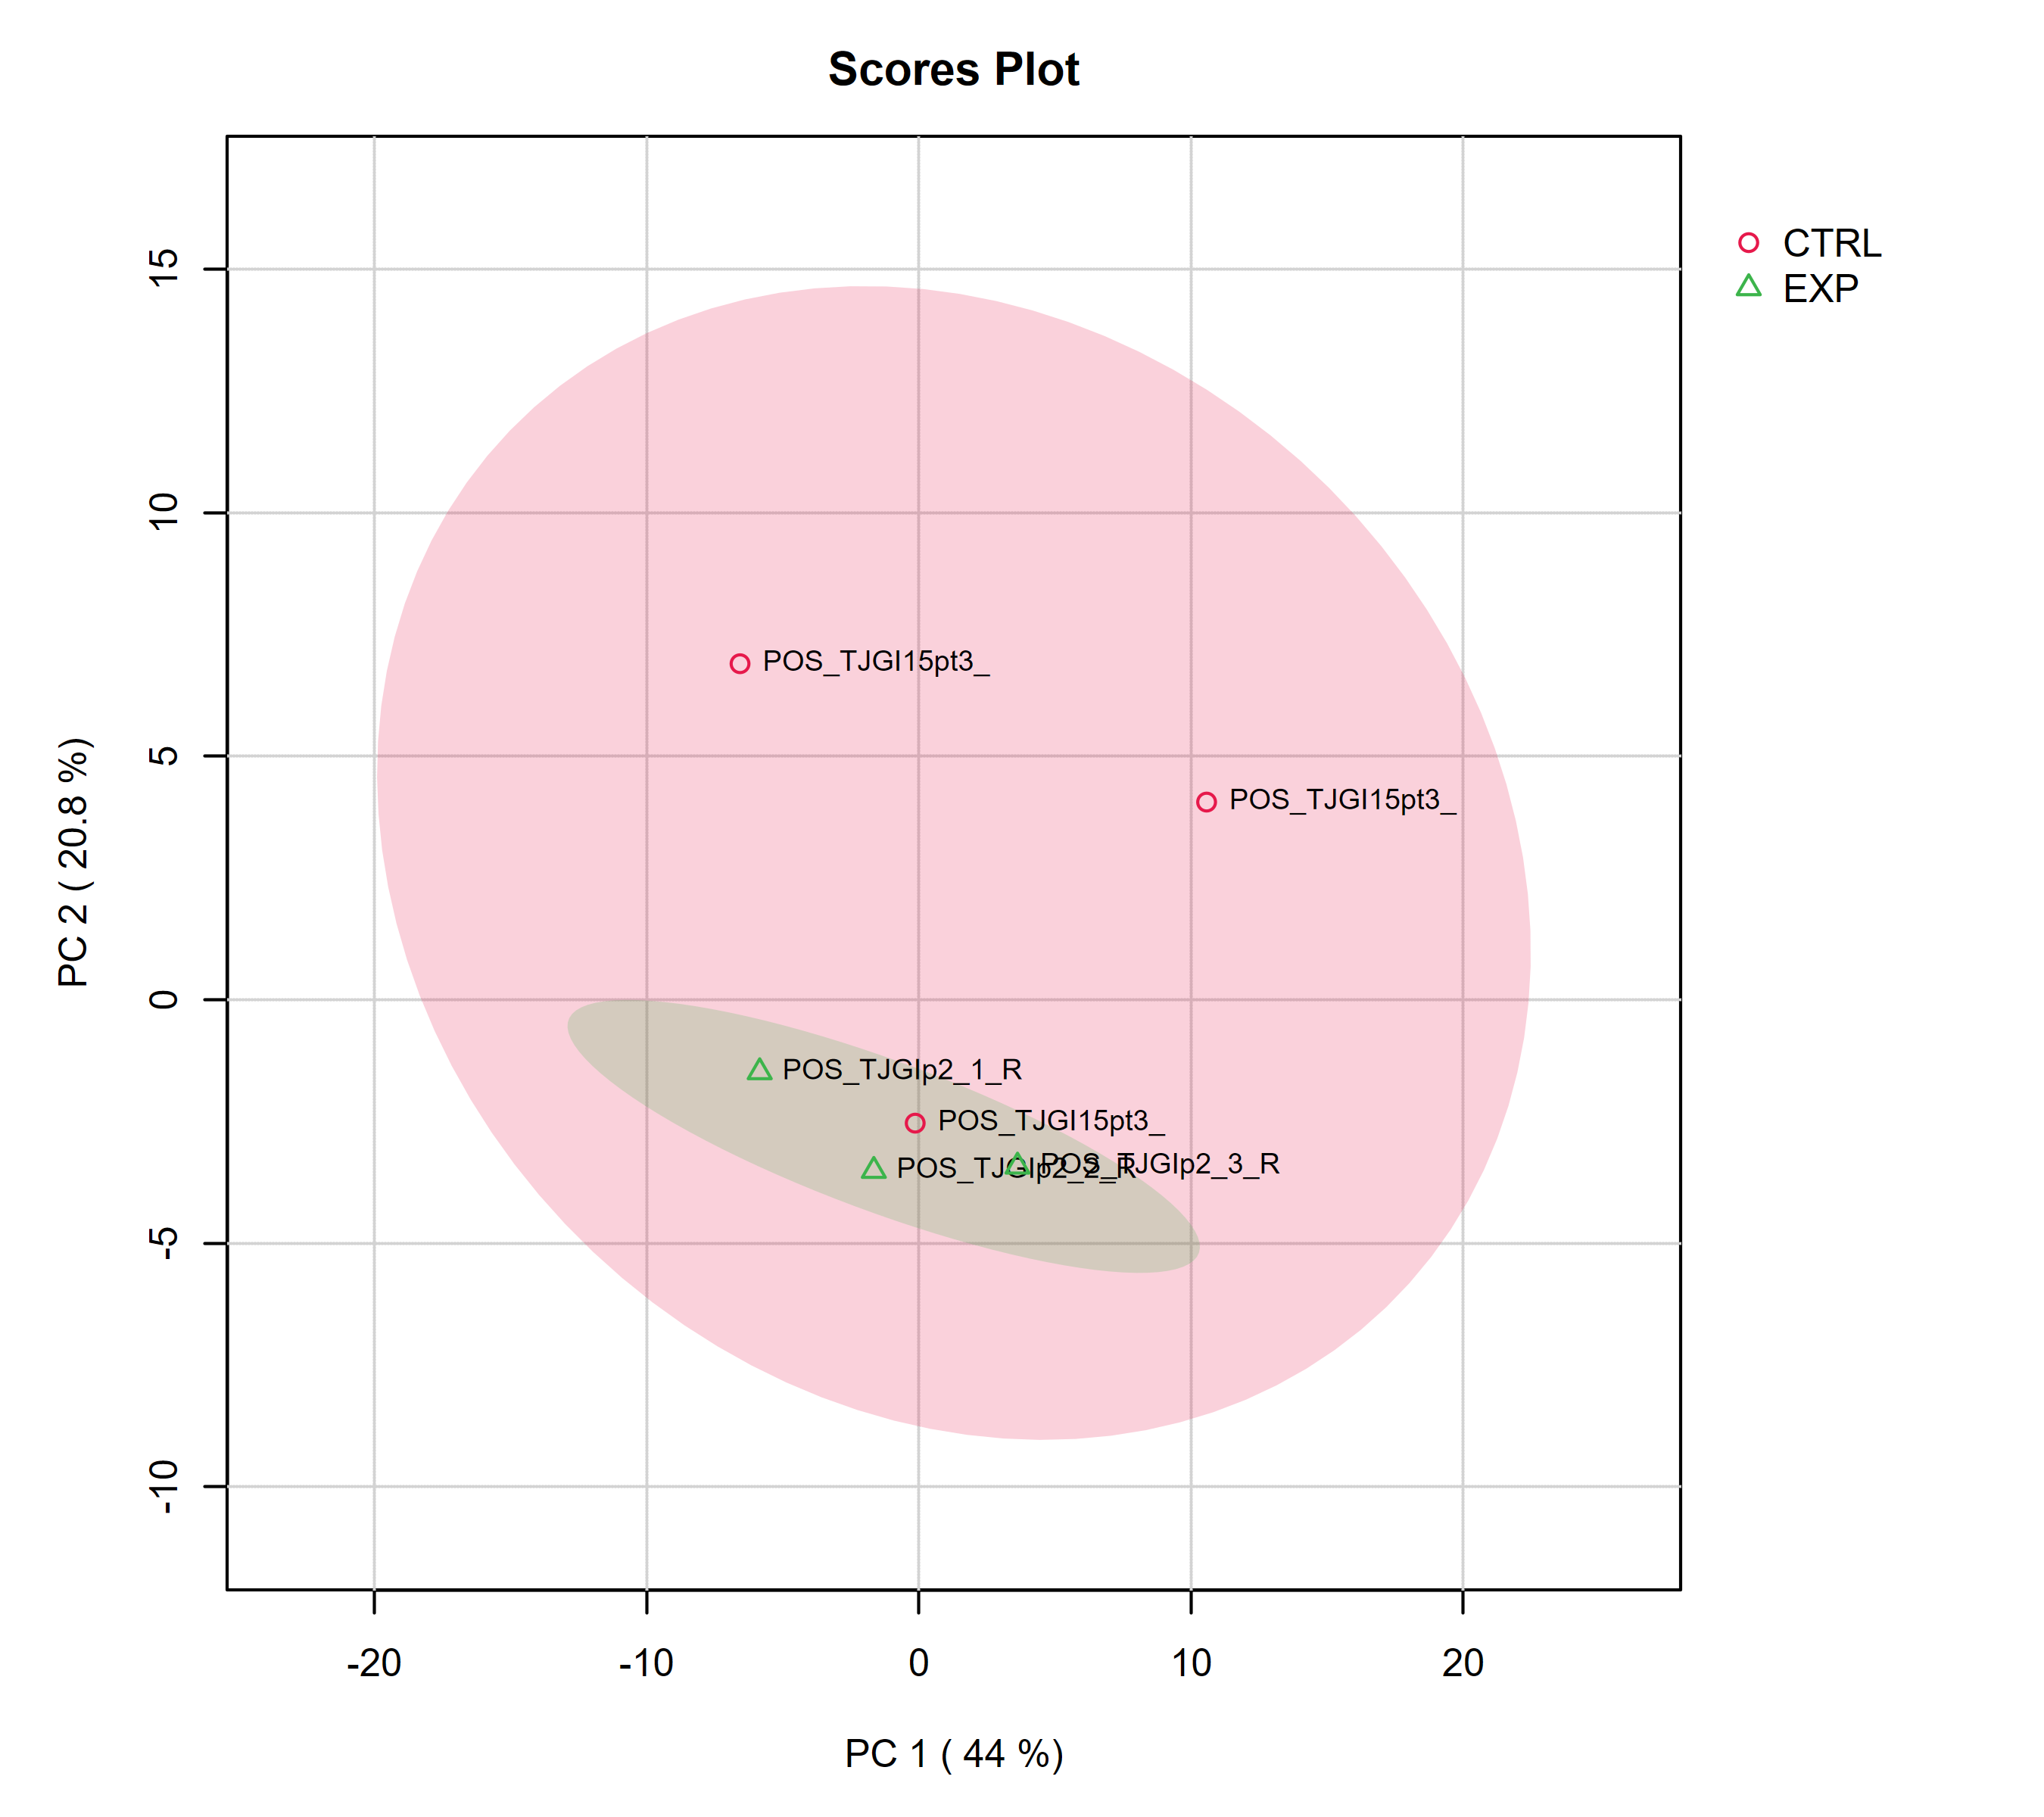 Scores Plot
CTRL
EXP
15
10
5
0
-5
-10
PC 2 ( 20.8 %)
POS_TJGI15pt3_
POS_TJGI15pt3_
POS_TJGIp2_1_R
POS_TJGI15pt3_
POS_TJGIp2_2_R
POS_TJGIp2_3_R
-20 -10 0 10 20
PC 1 ( 44 %)